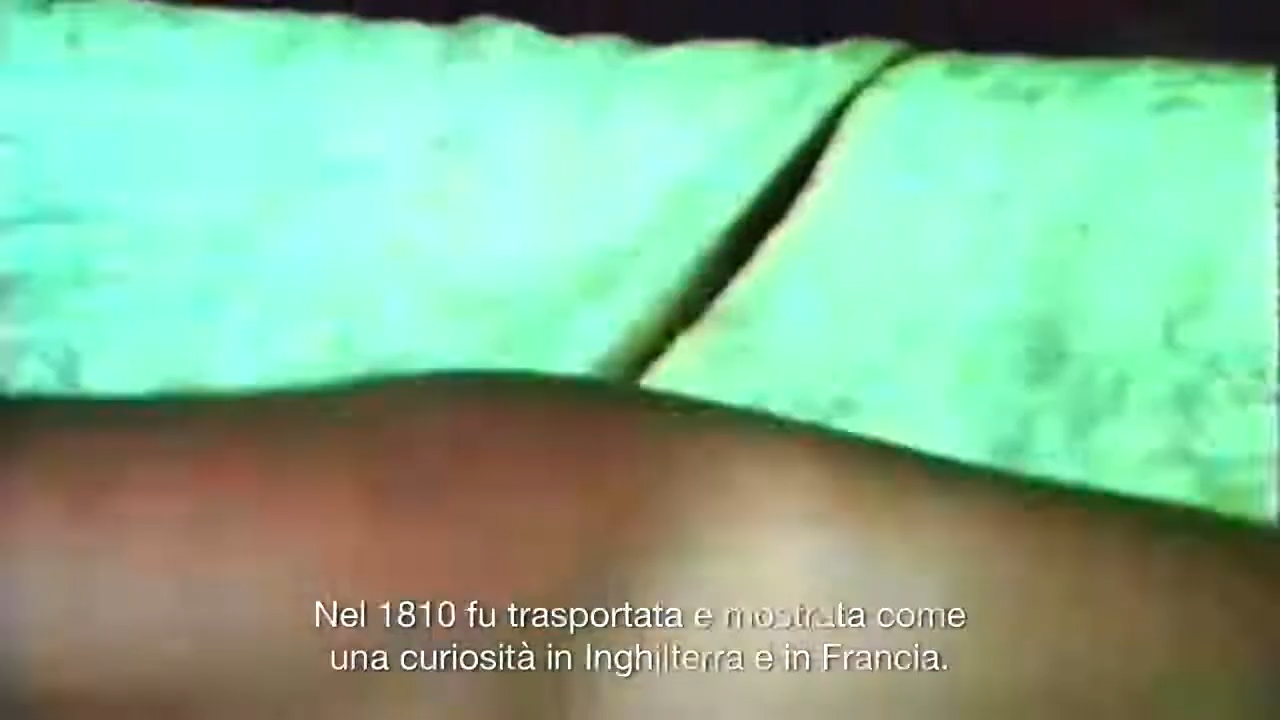 Nel 1810 fu trasportata e mostrata come
una curiosità in Inghilterra e in Francia.